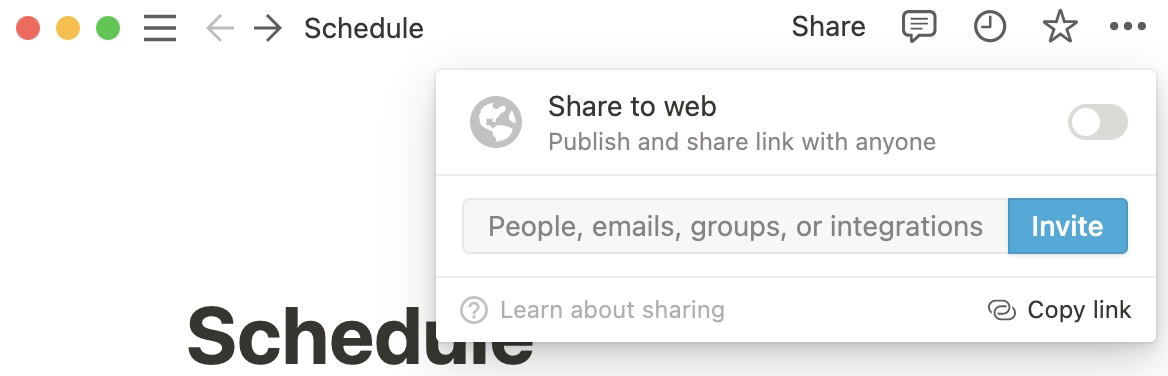 Schedule
Share
Share to web
Publish and share link with anyone
People, emails, groups, or integrations
Invite
Learn about sharing
Copy link
Schedule